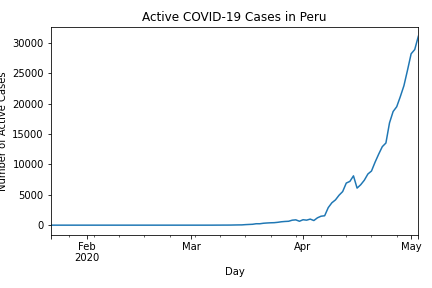 Active COVID-19 Cases in Peru
Number of Active Cases
30000
25000
20000
15000
10000
5000
0
Feb Mar Apr May
2020
Day